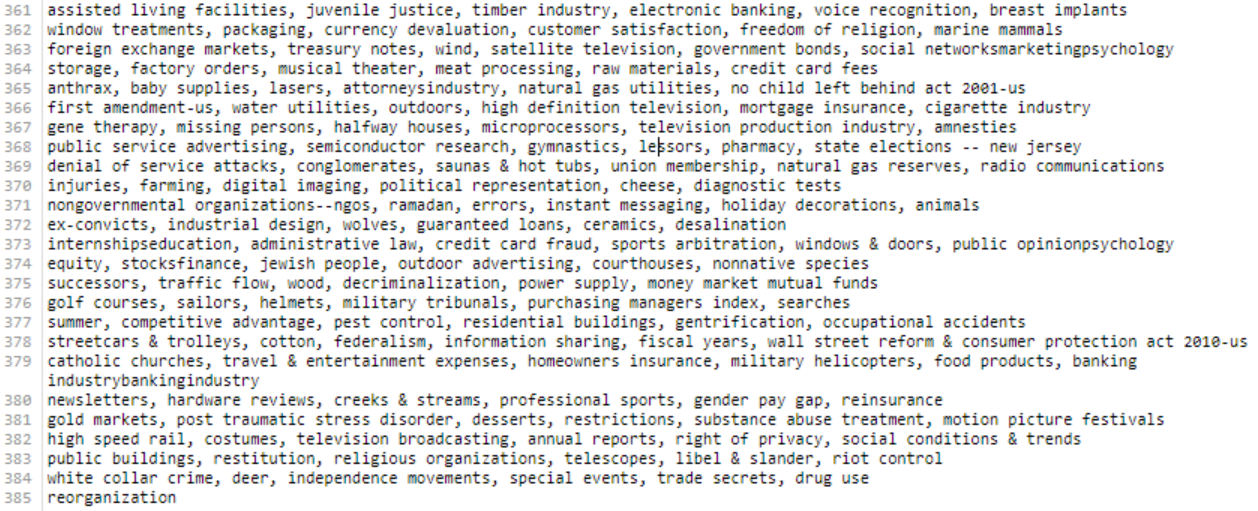 361 assisted living facilities, juvenile justice, timber industry, electronic banking, voice recognition, breast implants
362 window treatments, packaging, currency devaluation, customer satisfaction, freedom of religion, marine mammals
363 foreign exchange markets, treasury notes, wind, satellite television, government bonds, social networksmarketingpsychology
364 storage, factory orders, musical theater, meat processing, raw materials, credit card fees
365 anthrax, baby supplies, lasers, attorneysindustry, natural gas utilities, no child left behind act 2001-us
366 first amendment-us, water utilities, outdoors, high definition television, mortgage insurance, cigarette industry
367 gene therapy, missing persons, halfway houses, microprocessors, television production industry, amnesties
368 public service advertising, semiconductor research, gymnastics, lessors, pharmacy, state elections -- new jersey
369 denial of service attacks, conglomerates, saunas & hot tubs, union membership, natural gas reserves, radio communications
370 injuries, farming, digital imaging, political representation, cheese, diagnostic tests
371 nongovernmental organizations--ngos, ramadan, errors, instant messaging, holiday decorations, animals
372 ex-convicts, industrial design, wolves, guaranteed loans, ceramics, desalination
373 internshipseducation, administrative law, credit card fraud, sports arbitration, windows & doors, public opinionpsychology
374 equity, stocksfinance, jewish people, outdoor advertising, courthouses, nonnative species
375 successors, traffic flow, wood, decriminalization, power supply, money market mutual funds
376 golf courses, sailors, helmets, military tribunals, purchasing managers index, searches
377 summer, competitive advantage, pest control, residential buildings, gentrification, occupational accidents
378 streetcars & trolleys, cotton, federalism, information sharing, fiscal years, wall street reform & consumer protection act 2010-us
379 catholic churches, travel & entertainment expenses, homeowners insurance, military helicopters, food products, banking
industrybankingindustry
380 newsletters, hardware reviews, creeks & streams, professional sports, gender pay gap, reinsurance
381 gold markets, post traumatic stress disorder, desserts, restrictions, substance abuse treatment, motion picture festivals
382 high speed rail, costumes, television broadcasting, annual reports, right of privacy, social conditions & trends
383 public buildings, restitution, religious organizations, telescopes, libel & slander, riot control
384 white collar crime, deer, independence movements, special events, trade secrets, drug use
385 reorganization